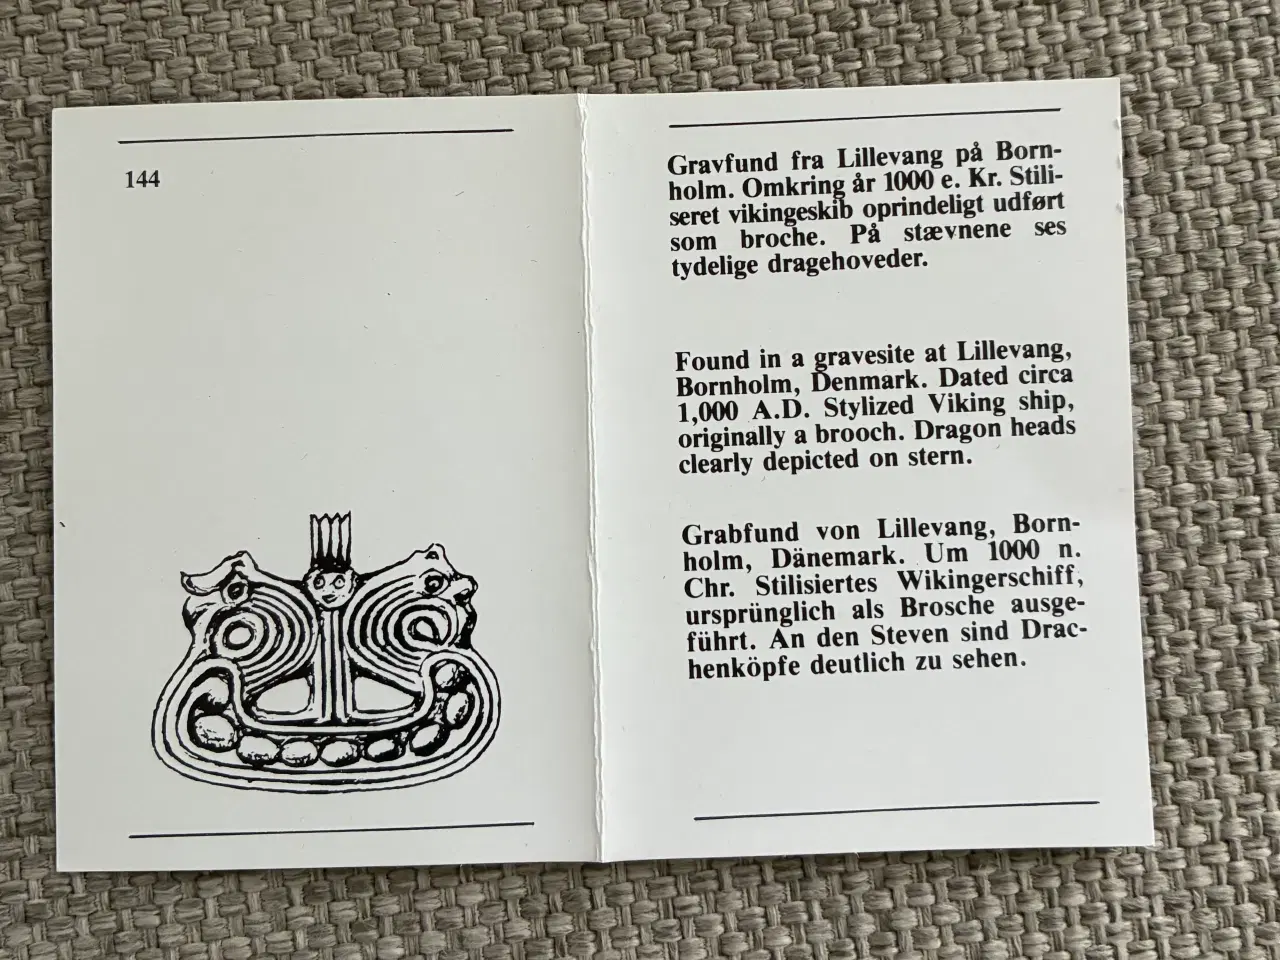 144
Gravfund fra Lillevang på Born-
holm. Omkring år 1000 e. Kr. Stili-
seret vikingeskib oprindeligt udført
som broche. På stævnene ses
tydelige dragehoveder.
Found in a gravesite at Lillevang,
Bornholm, Denmark. Dated circa
1,000 A.D. Stylized Viking ship,
originally a brooch. Dragon heads
clearly depicted on stern.
Grabfund von Lillevang, Born-
holm, Dänemark. Um 1000 n.
Chr. Stilisiertes Wikingerschiff,
ursprünglich als Brosche ausge-
führt. An den Steven sind Drac-
henköpfe deutlich zu sehen.